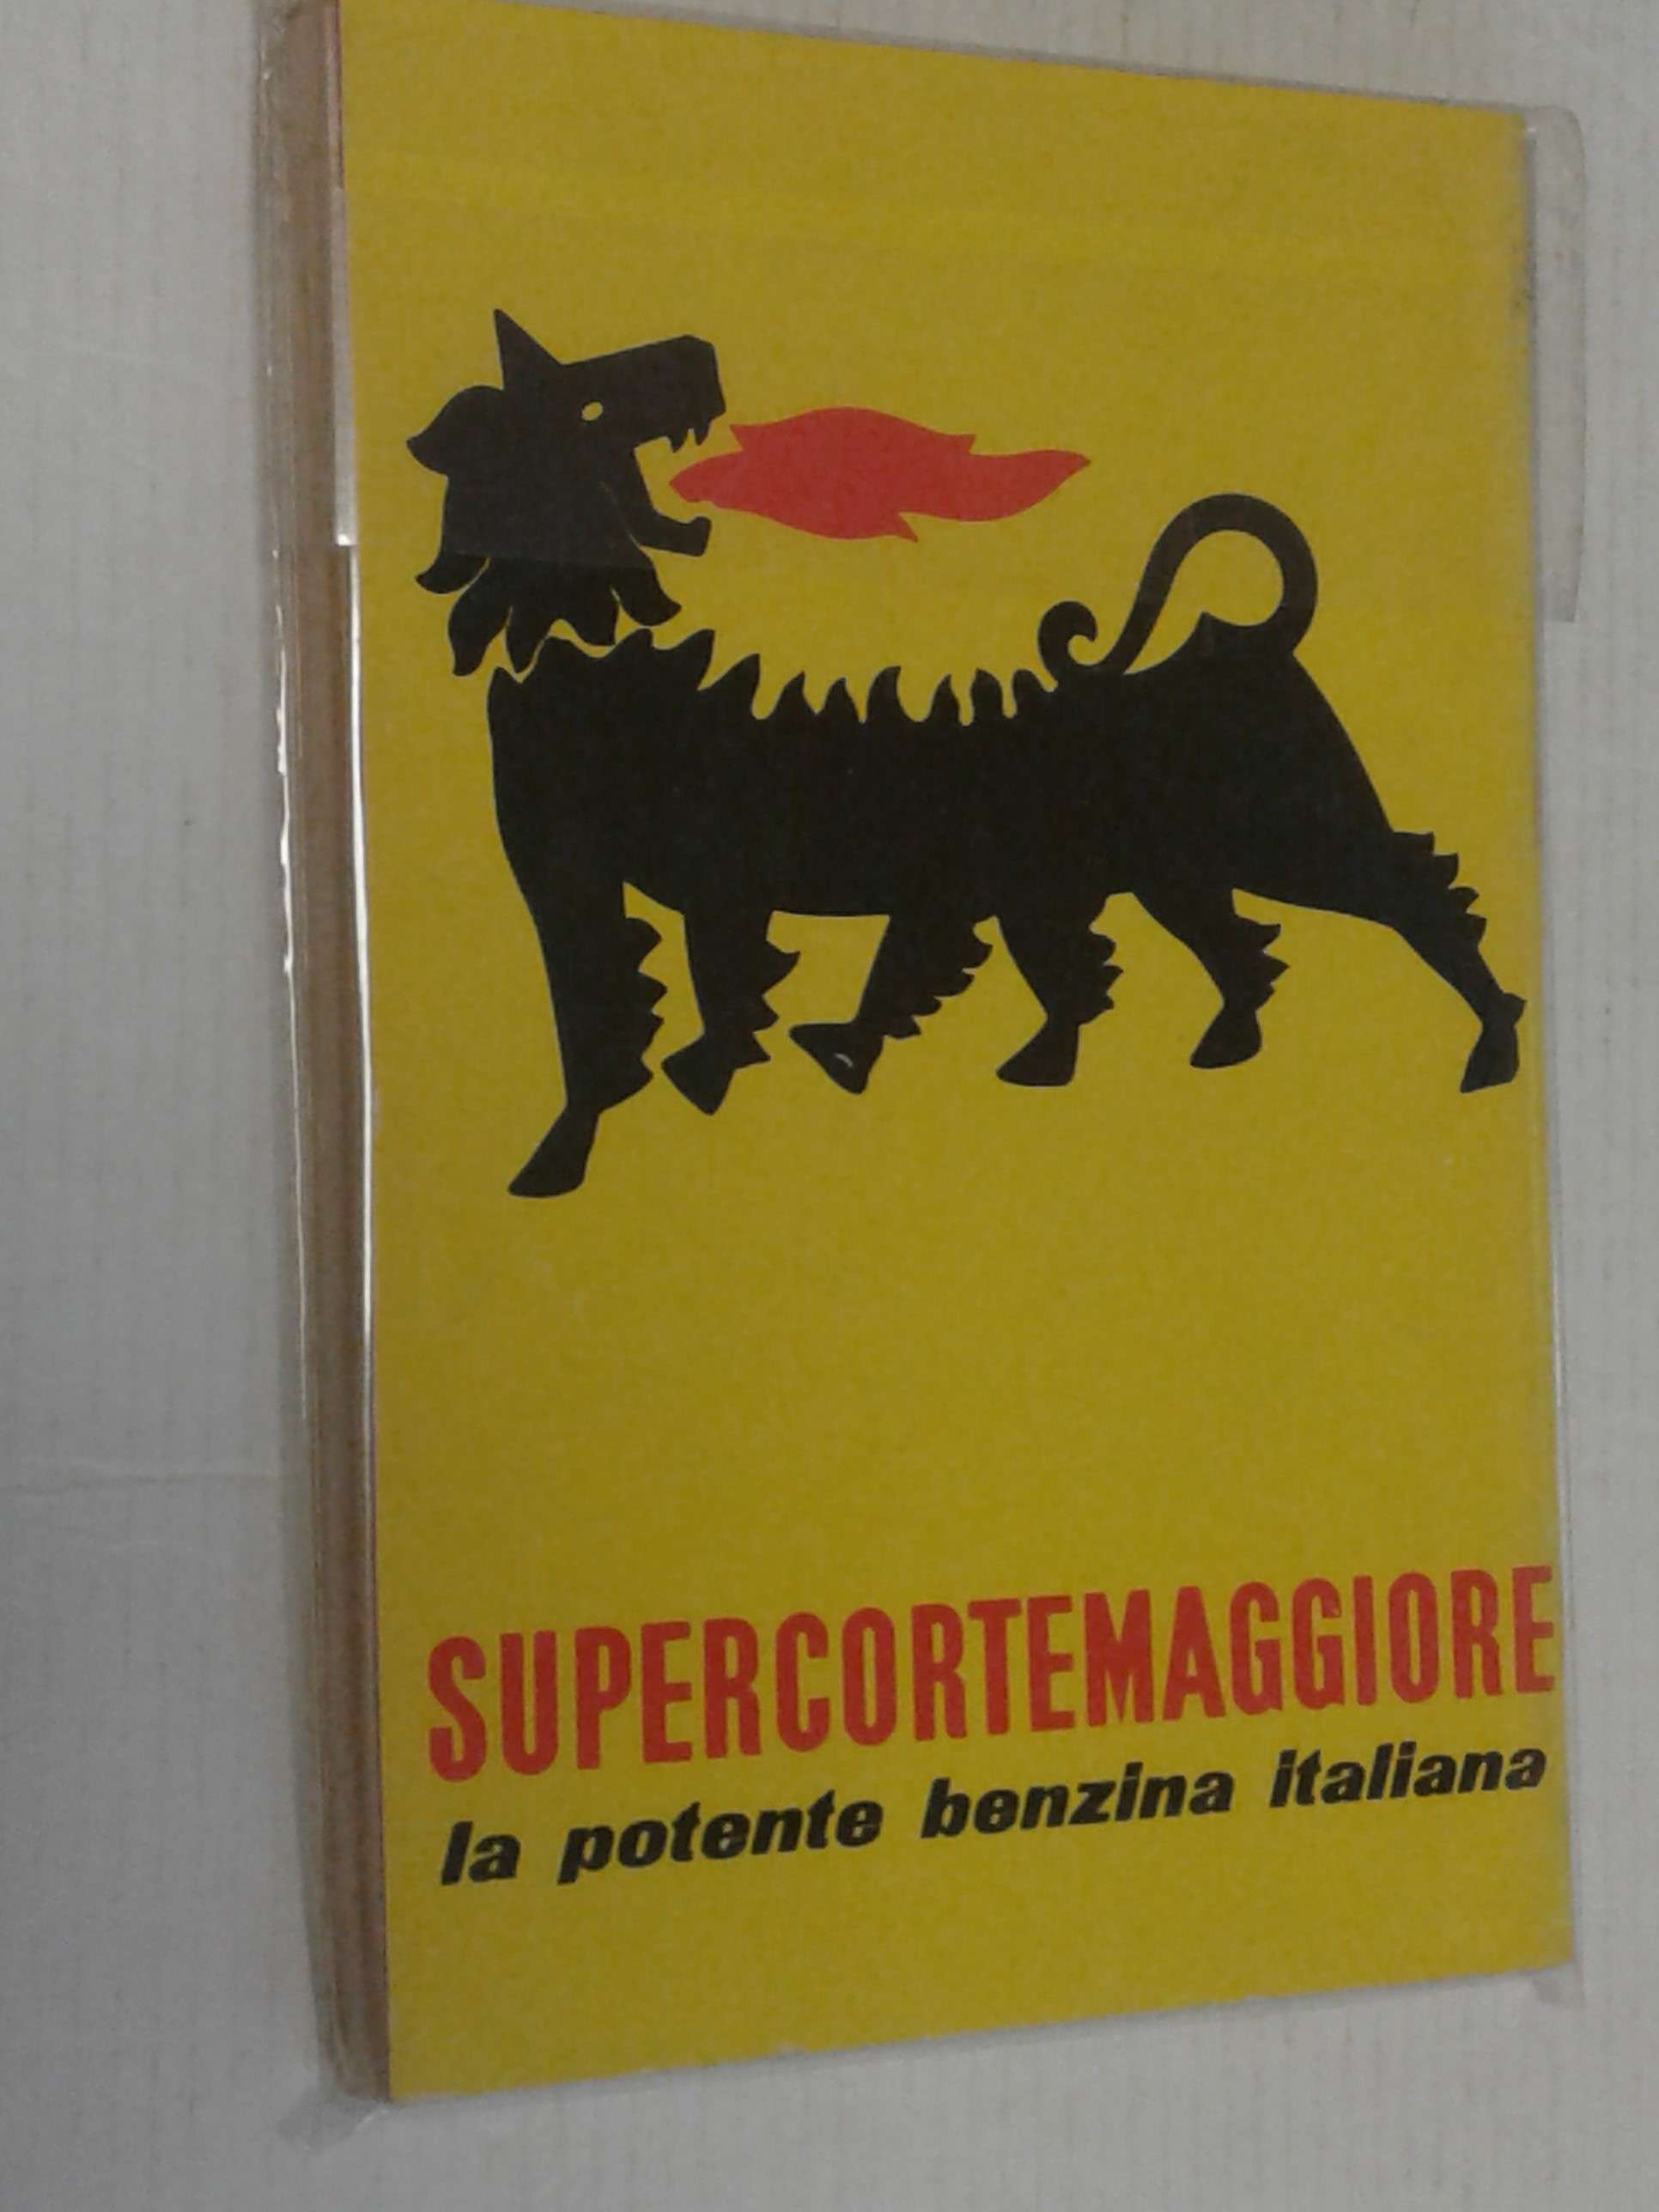 SUPERCORTEMAGGIORE
la potente benzina italiana